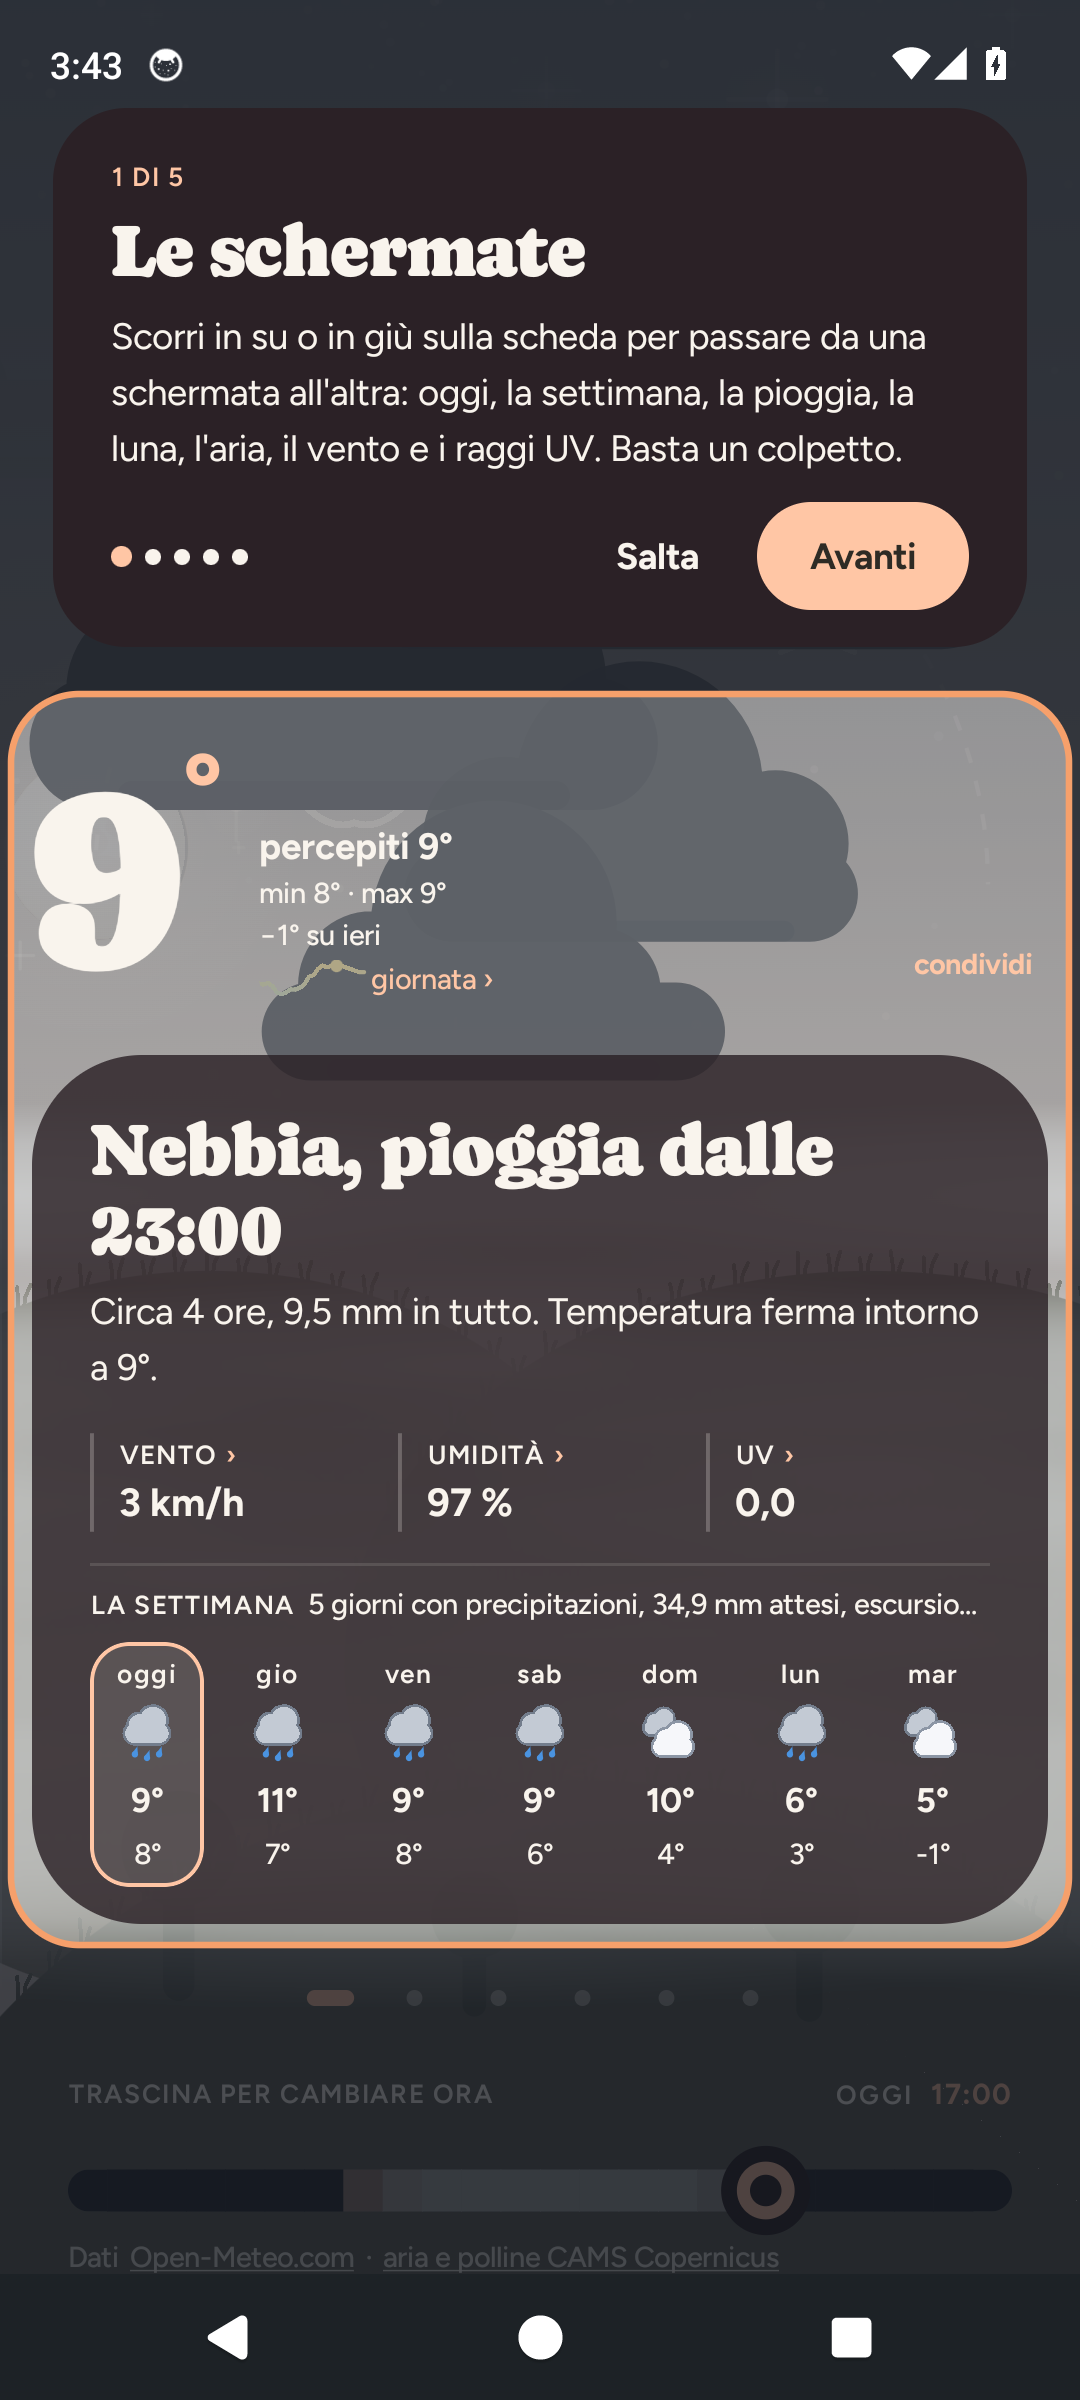 3:43
1 DI 5
Le schermate
Scorri in su o in giù sulla scheda per passare da una
schermata all'altra: oggi, la settimana, la pioggia, la
luna, l'aria, il vento e i raggi UV. Basta un colpetto.
Salta
Avanti
9°
percepiti 9°
min 8° · max 9°
−1° su ieri
giornata ›
condividi
Nebbia, pioggia dalle
23:00
Circa 4 ore, 9,5 mm in tutto. Temperatura ferma intorno
a 9°.
VENTO › UMIDITÀ › UV ›
3 km/h 97 % 0,0
LA SETTIMANA 5 giorni con precipitazioni, 34,9 mm attesi, escursio...
oggi gio ven sab dom lun mar
9° 11° 9° 9° 10° 6° 5°
8° 7° 8° 6° 4° 3° -1°
TRASCINA PER CAMBIARE ORA
OGGI 17:00
Dati Open-Meteo.com · aria e polline CAMS Copernicus